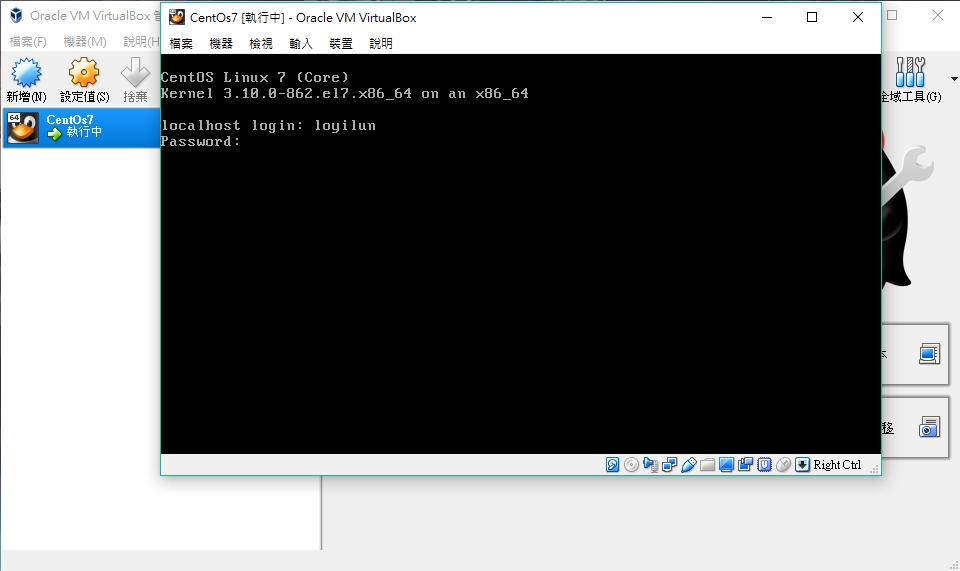 Oracle VM VirtualBox
檔案(F) 機器(M) 說明(H
新增(N) 設定值(S) 捨棄
64
CentOs7
執行中
CentOs7 [執行中] - Oracle VM VirtualBox
檔案 機器 檢視 輸入 裝置 說明
CentOS Linux 7 (Core)
Kernel 3.10.0-862.el7.x86_64 on an x86_64
localhost login: loyilun
Password:
Right Ctrl
全域工具(G)
移